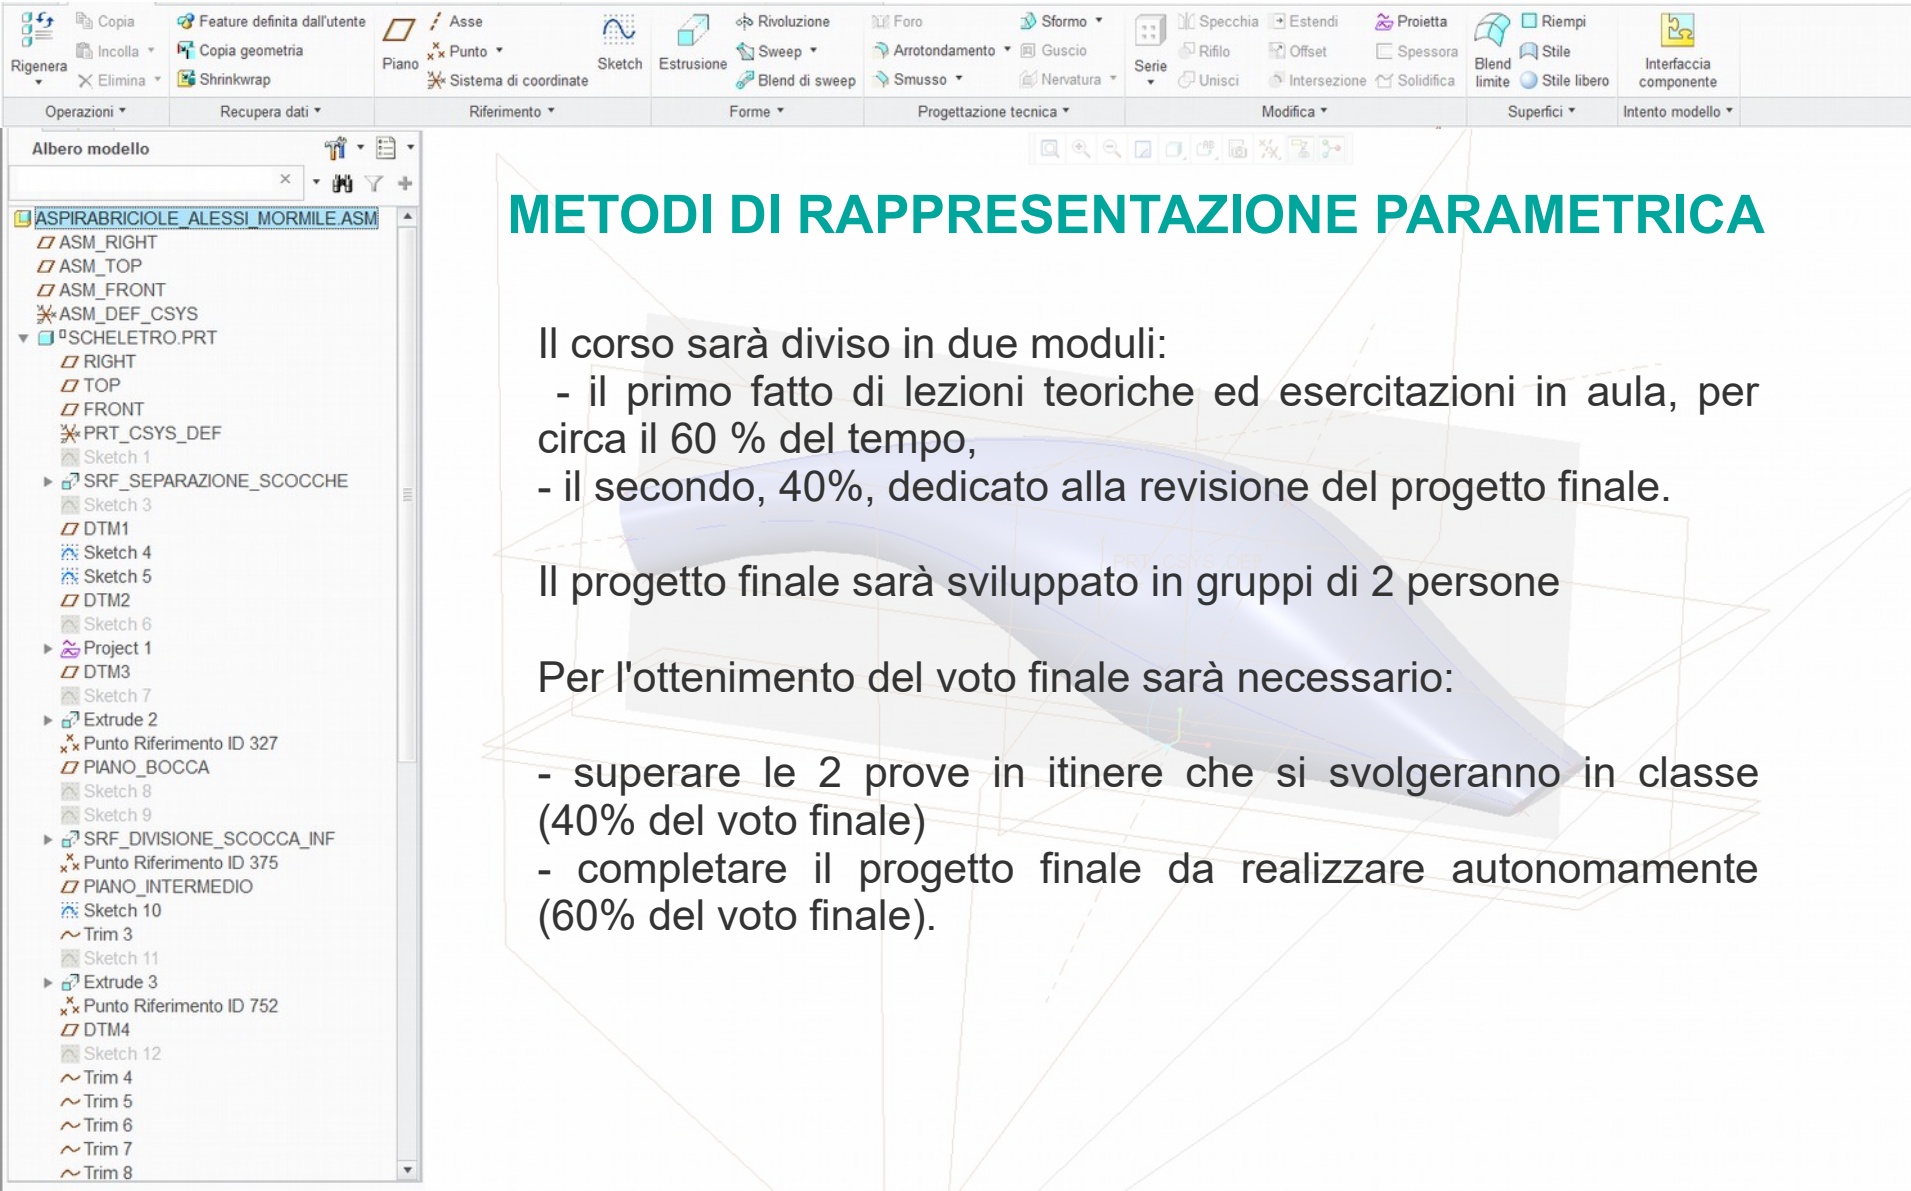 Rigenera
Copia
Incolla
Elimina
Operazioni
Feature definita dall'utente
Copia geometria
Shrinkwrap
Recupera dati
Piano
Asse
Punto
Sistema di coordinate
Sketch
Riferimento
Estrusione
Rivoluzione
Sweep
Blend di sweep
Forme
Foro
Arrotondamento
Smusso
Sformo
Guscio
Nervatura
Progettazione tecnica
Serie
Specchia
Rifilo
Unisci
Estendi
Offset
Intersezione
Proietta
Spessora
Solidifica
Modifica
Blend limite
Riempi
Stile
Stile libero
Superfici
Interfaccia componente
Intento modello
Albero modello
ASPIRABRICIOLE_ALESSI_MORMILE.ASM
ASM_RIGHT
ASM_TOP
ASM_FRONT
ASM_DEF_CSYS
SCHELETRO.PRT
RIGHT
TOP
FRONT
PRT_CSYS_DEF
Sketch 1
SRF_SEPARAZIONE_SCOCCHE
Sketch 3
DTM1
Sketch 4
Sketch 5
DTM2
Sketch 6
Project 1
DTM3
Sketch 7
Extrude 2
Punto Riferimento ID 327
PIANO_BOCCA
Sketch 8
Sketch 9
SRF_DIVISIONE_SCOCCA_INF
Punto Riferimento ID 375
PIANO_INTERMEDIO
Sketch 10
Trim 3
Sketch 11
Extrude 3
Punto Riferimento ID 752
DTM4
Sketch 12
Trim 4
Trim 5
Trim 6
Trim 7
Trim 8
METODI DI RAPPRESENTAZIONE PARAMETRICA
Il corso sarà diviso in due moduli:
- il primo fatto di lezioni teoriche ed esercitazioni in aula, per
circa il 60 % del tempo,
- il secondo, 40%, dedicato alla revisione del progetto finale.
Il progetto finale sarà sviluppato in gruppi di 2 persone
Per l'ottenimento del voto finale sarà necessario:
- superare le 2 prove in itinere che si svolgeranno in classe
(40% del voto finale)
- completare il progetto finale da realizzare autonomamente
(60% del voto finale).
PRT_CSYS_DEF